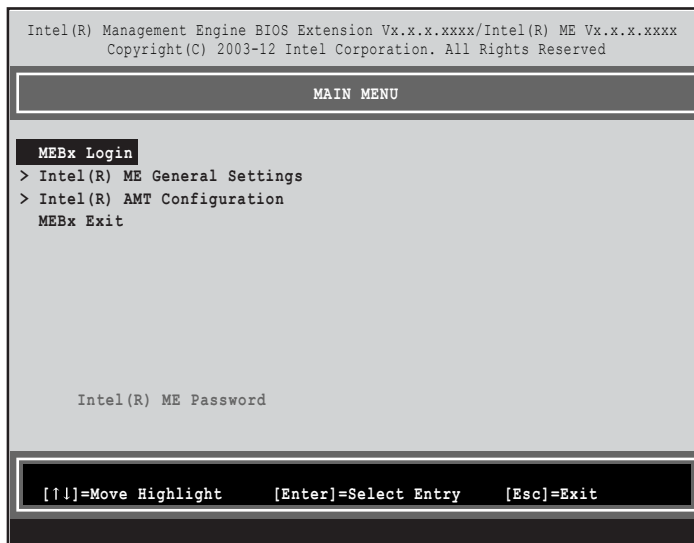 Intel(R) Management Engine BIOS Extension Vx.x.x.xxxx/Intel(R) ME Vx.x.x.xxxx
Copyright(C) 2003-12 Intel Corporation. All Rights Reserved
MAIN MENU
MEBx Login
> Intel(R) ME General Settings
> Intel(R) AMT Configuration
MEBx Exit
Intel(R) ME Password
[↑↓]=Move Highlight [Enter]=Select Entry [Esc]=Exit